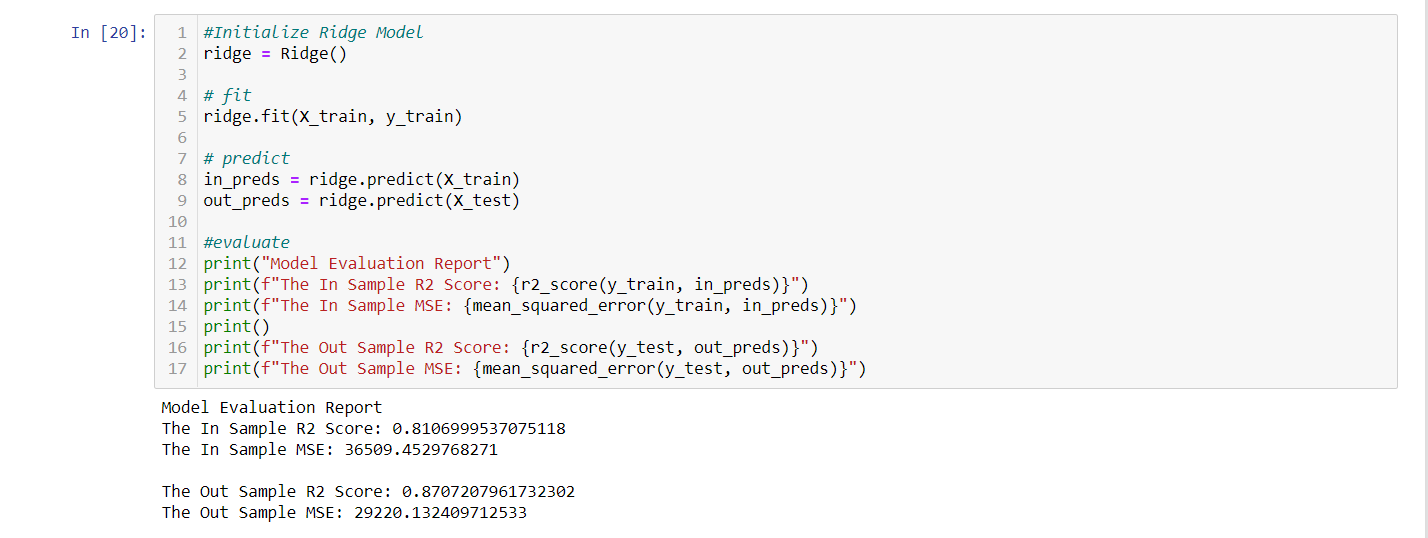 In [20]:
1 #Initialize Ridge Model
2 ridge = Ridge()
3
4 # fit
5 ridge.fit(X_train, y_train)
6
7 # predict
8 in_preds = ridge.predict(X_train)
9 out_preds = ridge.predict(X_test)
10
11 #evaluate
12 print("Model Evaluation Report")
13 print(f"The In Sample R2 Score: {r2_score(y_train, in_preds)}")
14 print(f"The In Sample MSE: {mean_squared_error(y_train, in_preds)}")
15 print()
16 print(f"The Out Sample R2 Score: {r2_score(y_test, out_preds)}")
17 print(f"The Out Sample MSE: {mean_squared_error(y_test, out_preds)}")
Model Evaluation Report
The In Sample R2 Score: 0.8106999537075118
The In Sample MSE: 36509.4529768271
The Out Sample R2 Score: 0.8707207961732302
The Out Sample MSE: 29220.132409712533